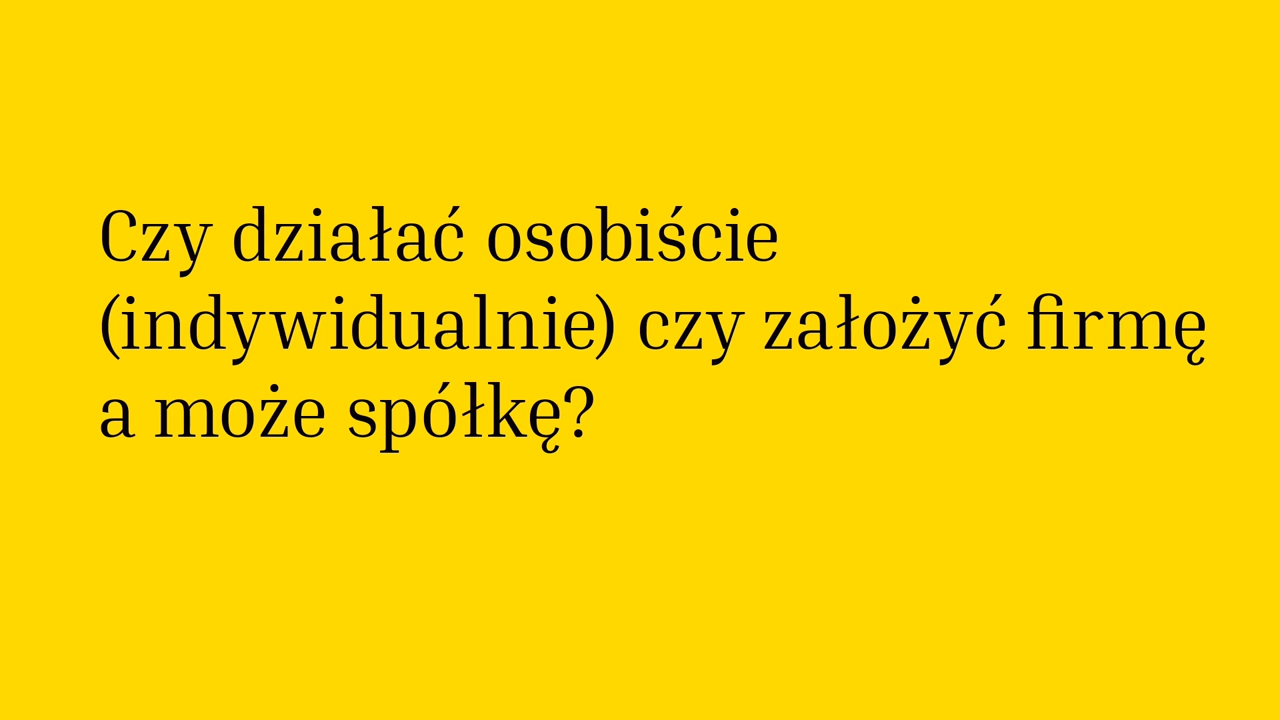 Czy działać osobiście
(indywidualnie) czy założyć firmę
a może spółkę?